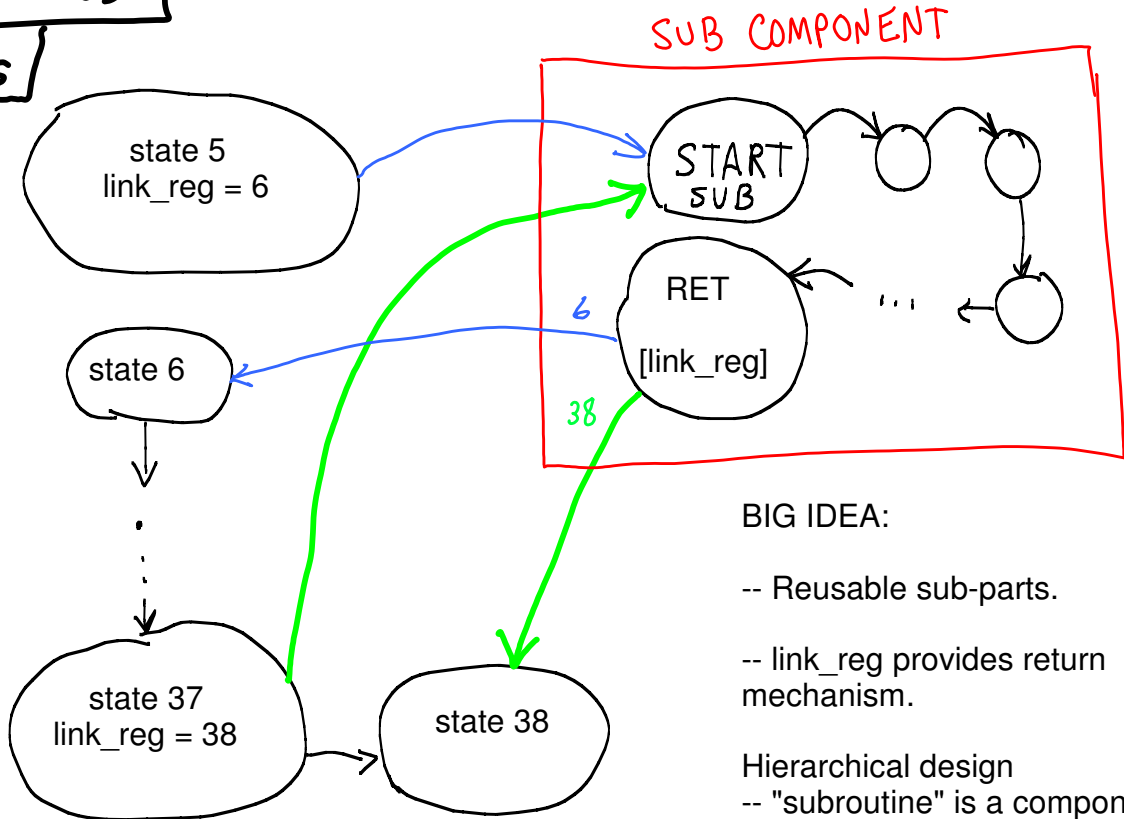 SUB COMPONENT
state 5
link_reg = 6
START
SUB
RET
[link_reg]
6
38
state 6
state 37
link_reg = 38
state 38
BIG IDEA:
-- Reusable sub-parts.
-- link_reg provides return
mechanism.
Hierarchical design
-- "subroutine" is a compon